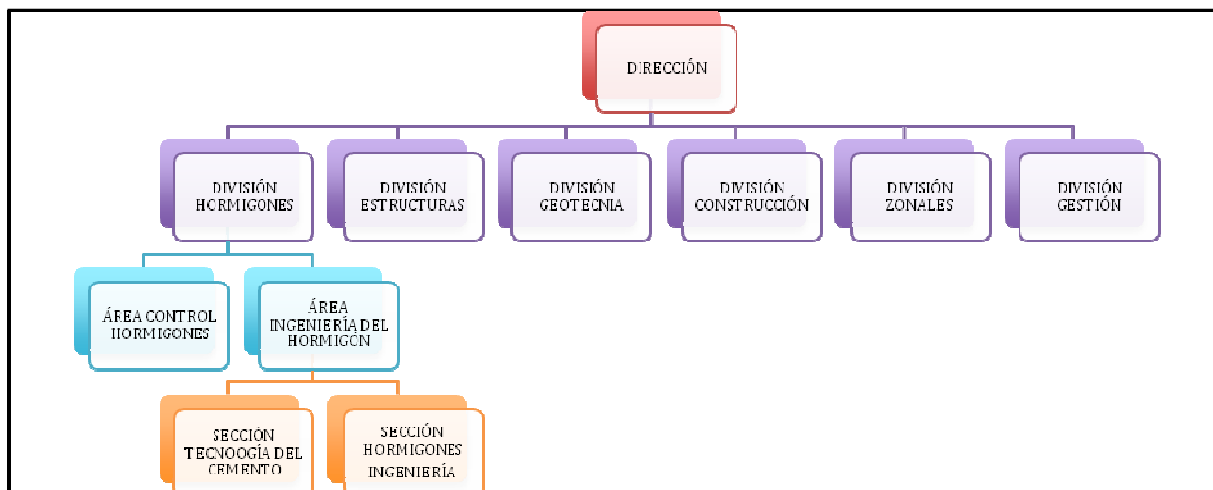 DIRECCIÓN
DIVISIÓN
HORMIGONES
DIVISIÓN
ESTRUCTURAS
DIVISIÓN
GEOTECNIA
DIVISIÓN
CONSTRUCCIÓN
DIVISIÓN
ZONALES
DIVISIÓN
GESTIÓN
ÁREA CONTROL
HORMIGONES
ÁREA
INGENIERÍA DEL
HORMIGÓN
SECCIÓN
TECNOOGÍA DEL
CEMENTO
SECCIÓN
HORMIGONES
INGENIERÍA